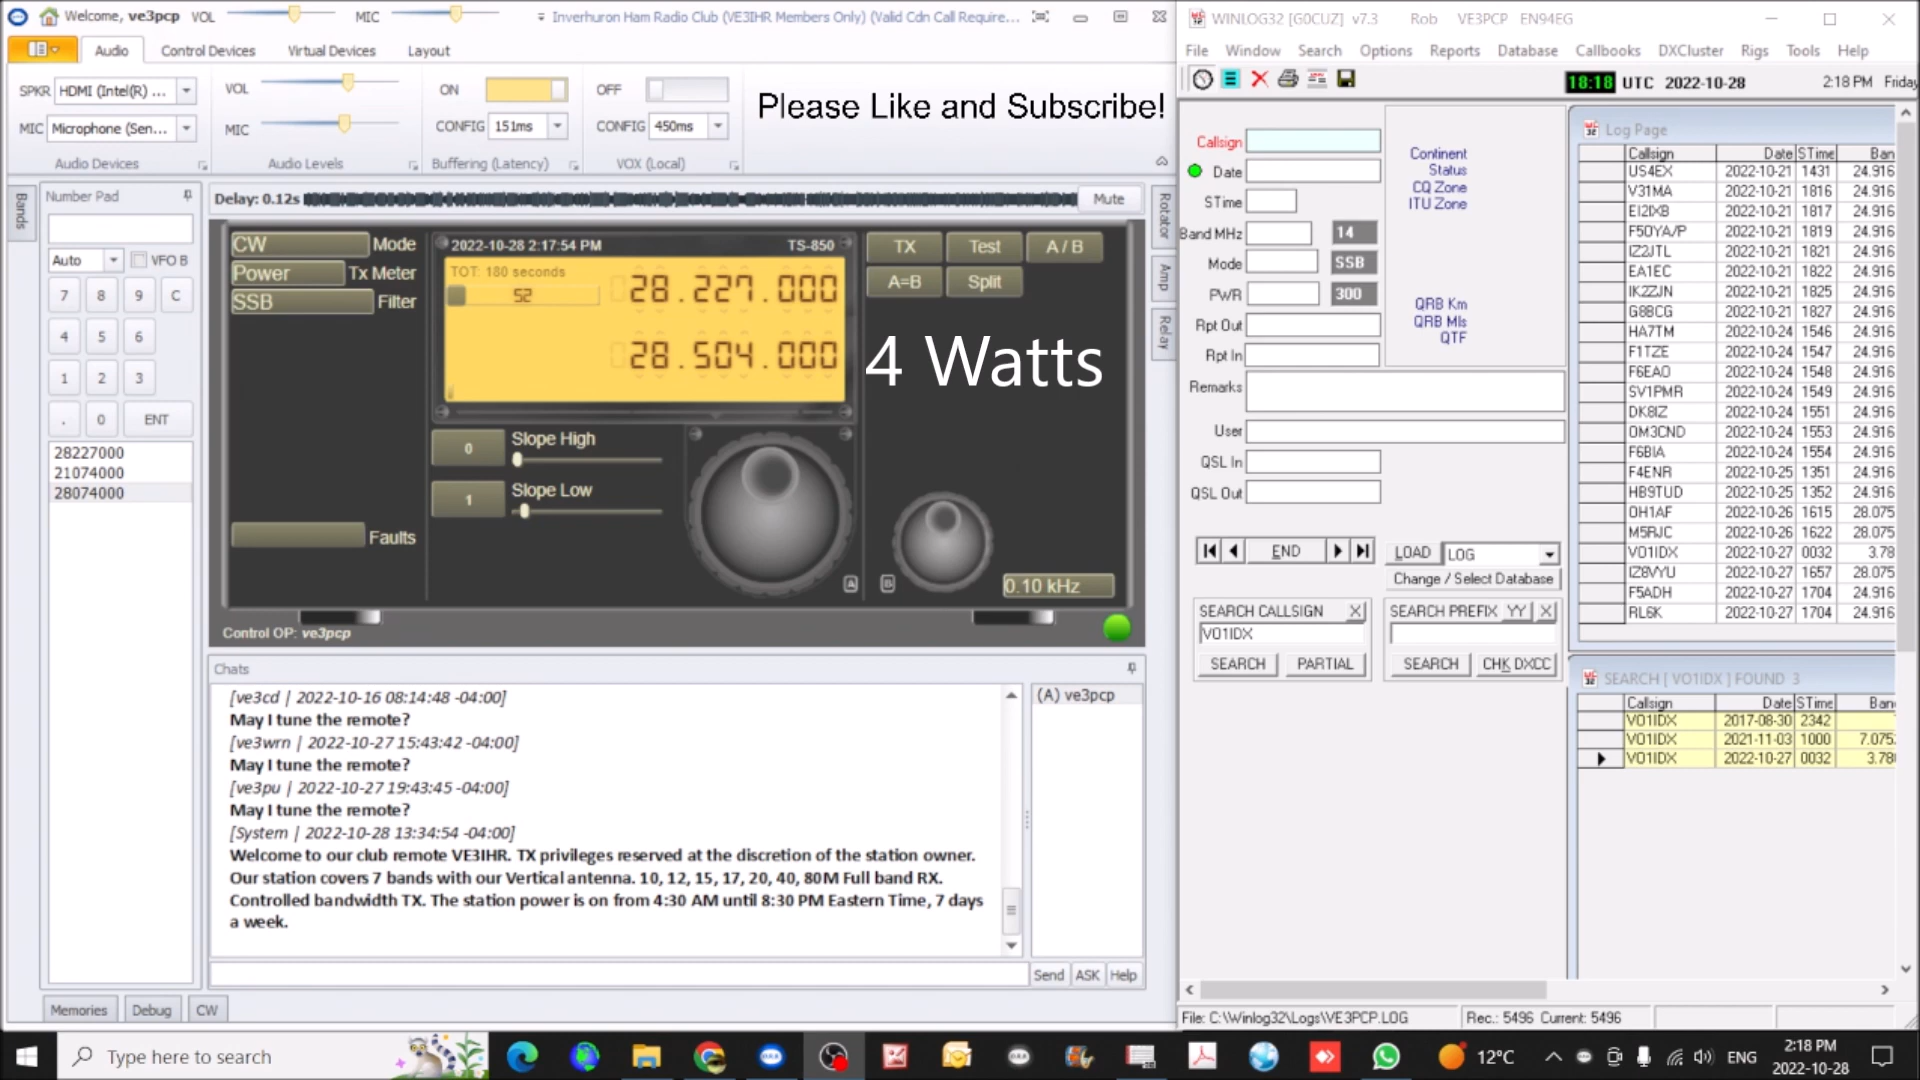 Welcome, ve3pcp VOL MIC
Inverhuron Ham Radio Club (VE3IHR Members Only) (Valid Cdn Call Require...
Audio Control Devices Virtual Devices Layout
SPKR HDMI (Intel(R) ...
MIC Microphone (Sen...
Audio Devices
VOL
MIC
Audio Levels
ON
CONFIG 151ms
Buffering (Latency)
OFF
CONFIG 450ms
VOX (Local)
Please Like and Subscribe!
Bands
Number Pad
Auto VFO B
7 8 9 C
4 5 6
1 2 3
. 0 ENT
28227000
21074000
28074000
Memories Debug CW
Delay: 0.12s Mute
Rotator
Amp
Relay
CW Mode
Power Tx Meter
SSB Filter
Faults
2022-10-28 2:17:54 PM TS-850
TOT: 180 seconds
S2
28.227.000
28.504.000
TX Test A / B
A=B Split
4 Watts
0 Slope High
1 Slope Low
A B
0.10 kHz
Control OP: ve3pcp
Chats
[ve3cd | 2022-10-16 08:14:48 -04:00]
May I tune the remote?
[ve3wrn | 2022-10-27 15:43:42 -04:00]
May I tune the remote?
[ve3pu | 2022-10-27 19:43:45 -04:00]
May I tune the remote?
[System | 2022-10-28 13:34:54 -04:00]
Welcome to our club remote VE3IHR. TX privileges reserved at the discretion of the station owner.
Our station covers 7 bands with our Vertical antenna. 10, 12, 15, 17, 20, 40, 80M Full band RX.
Controlled bandwidth TX. The station power is on from 4:30 AM until 8:30 PM Eastern Time, 7 days
a week.
(A) ve3pcp
Send ASK Help
WINLOG32 [G0CUZ] v7.3 Rob VE3PCP EN94EG
File Window Search Options Reports Database Callbooks DXCluster Rigs Tools Help
18:18 UTC 2022-10-28 2:18 PM Friday
Callsign
Date
STime
Band MHz 14
Mode SSB
PWR 300
Rpt Out
Rpt In
Remarks
User
QSL In
QSL Out
Continent
Status
CQ Zone
ITU Zone
QRB Km
QRB Mls
QTF
END LOAD LOG
Change / Select Database
SEARCH CALLSIGN X
VO1IDX
SEARCH PARTIAL
SEARCH PREFIX YY X
SEARCH CHK DXCC
Log Page
Callsign Date STime Ban
US4EX 2022-10-21 1431 24.916
V31MA 2022-10-21 1816 24.916
EI2IXB 2022-10-21 1817 24.916
F5OYA/P 2022-10-21 1819 24.916
IZ2JTL 2022-10-21 1821 24.916
EA1EC 2022-10-21 1822 24.916
IK2ZJN 2022-10-21 1825 24.916
G8BCG 2022-10-21 1827 24.916
HA7TM 2022-10-24 1546 24.916
F1TZE 2022-10-24 1547 24.916
F6EAO 2022-10-24 1548 24.916
SV1PMR 2022-10-24 1549 24.916
DK8IZ 2022-10-24 1551 24.916
OM3CND 2022-10-24 1553 24.916
F6BIA 2022-10-24 1554 24.916
F4ENR 2022-10-25 1351 24.916
HB9TUD 2022-10-25 1352 24.916
OH1AF 2022-10-26 1615 28.075
M5RJC 2022-10-26 1622 28.075
VO1IDX 2022-10-27 0032 3.78
IZ8VYU 2022-10-27 1657 28.075
F5ADH 2022-10-27 1704 24.916
RL6K 2022-10-27 1704 24.916
SEARCH [ VO1IDX ] FOUND 3
Callsign Date STime Ban
VO1IDX 2017-08-30 2342
VO1IDX 2021-11-03 1000 7.075
VO1IDX 2022-10-27 0032 3.78
File: C:\Winlog32\Logs\VE3PCP.LOG Rec.: 5496 Current: 5496
Type here to search
12°C ENG 2:18 PM
2022-10-28